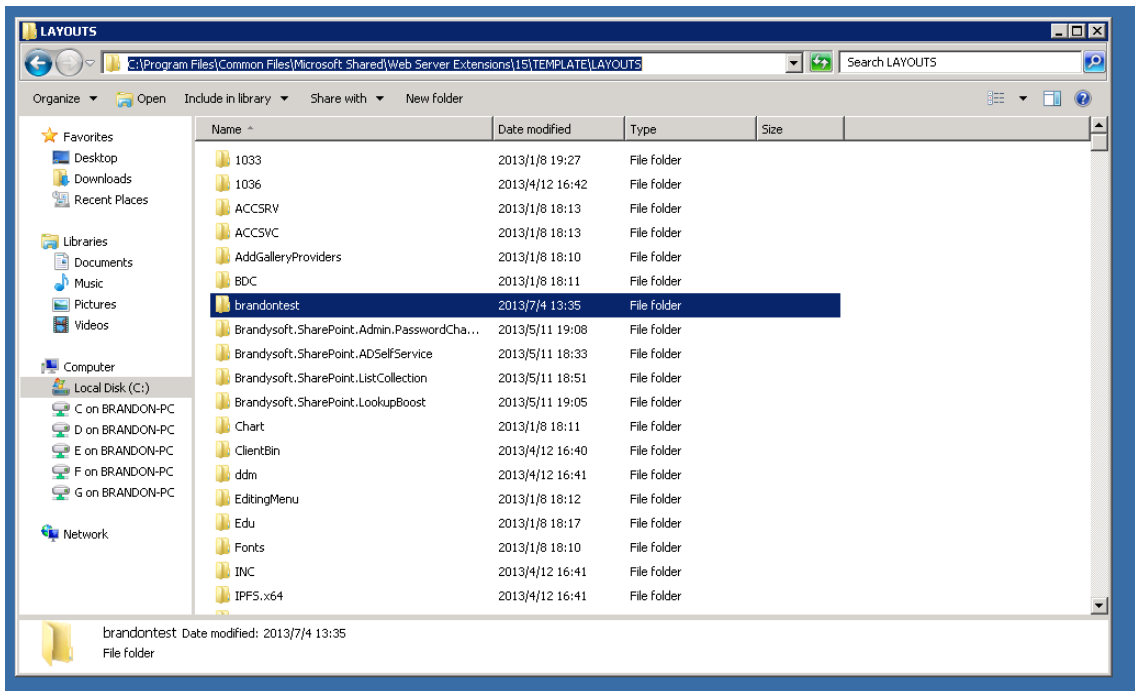 LAYOUTS
C:\Program Files\Common Files\Microsoft Shared\Web Server Extensions\15\TEMPLATE\LAYOUTS
Search LAYOUTS
Organize Open Include in library Share with New folder
Favorites
Desktop
Downloads
Recent Places
Libraries
Documents
Music
Pictures
Videos
Computer
Local Disk (C:)
C on BRANDON-PC
D on BRANDON-PC
E on BRANDON-PC
F on BRANDON-PC
G on BRANDON-PC
Network
Name Date modified Type Size
1033 2013/1/8 19:27 File folder
1036 2013/4/12 16:42 File folder
ACCSRV 2013/1/8 18:13 File folder
ACCSVC 2013/1/8 18:13 File folder
AddGalleryProviders 2013/1/8 18:10 File folder
BDC 2013/1/8 18:11 File folder
brandontest 2013/7/4 13:35 File folder
Brandysoft.SharePoint.Admin.PasswordCha... 2013/5/11 19:08 File folder
Brandysoft.SharePoint.ADSelfService 2013/5/11 18:33 File folder
Brandysoft.SharePoint.ListCollection 2013/5/11 18:51 File folder
Brandysoft.SharePoint.LookupBoost 2013/5/11 19:05 File folder
Chart 2013/1/8 18:11 File folder
ClientBin 2013/4/12 16:40 File folder
ddm 2013/4/12 16:41 File folder
EditingMenu 2013/1/8 18:12 File folder
Edu 2013/1/8 18:17 File folder
Fonts 2013/1/8 18:10 File folder
INC 2013/4/12 16:41 File folder
IPFS.x64 2013/4/12 16:41 File folder
brandontest Date modified: 2013/7/4 13:35
File folder